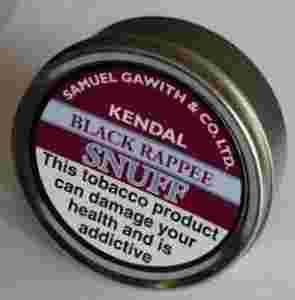 SAMUEL GAWITH & CO. LTD.
KENDAL
BLACK RAPPEE
SNUFF
This tobacco product
can damage your
health and is
addictive